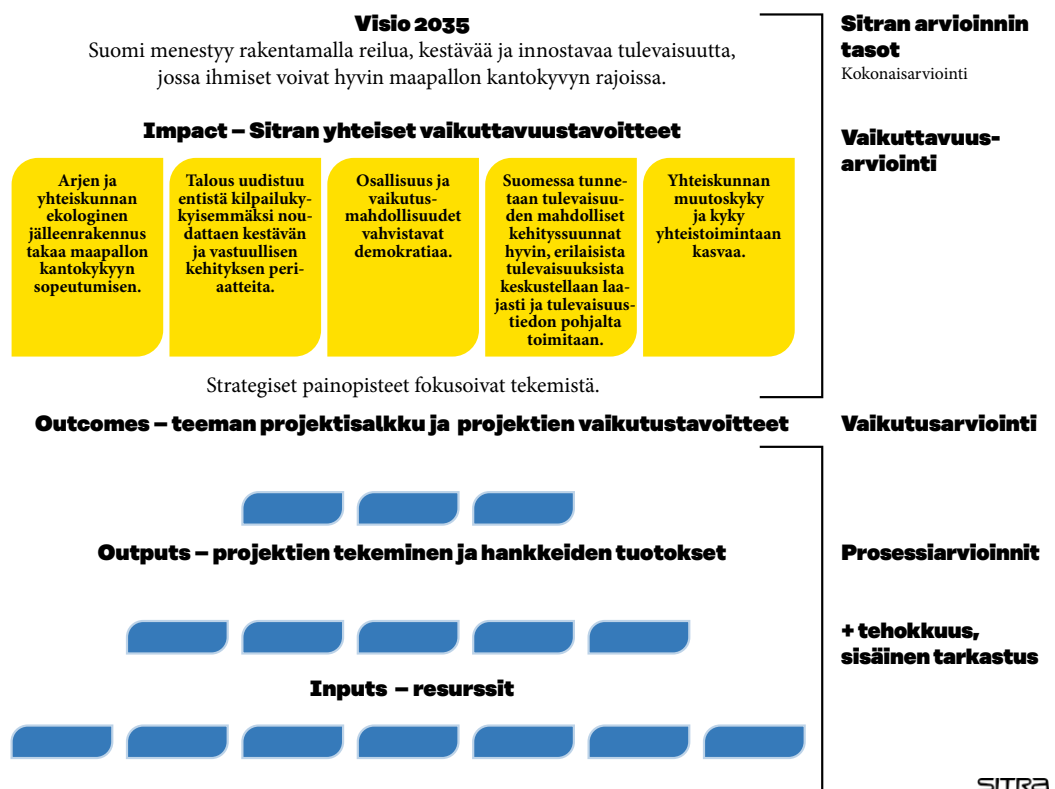 Visio 2035
Suomi menestyy rakentamalla reilua, kestävää ja innostavaa tulevaisuutta,
jossa ihmiset voivat hyvin maapallon kantokyvyn rajoissa.
Sitran arvioinnin
tasot
Kokonaisarviointi
Impact – Sitran yhteiset vaikuttavuustavoitteet
Vaikuttavuus-
arviointi
Arjen ja
yhteiskunnan
ekologinen
jälleenrakennus
takaa maapallon
kantokykyyn
sopeutumisen.
Talous uudistuu
entistä kilpailuky-
kyisemmäksi nou-
dattaen kestävän
ja vastuullisen
kehityksen peri-
aatteita.
Osallisuus ja
vaikutus-
mahdollisuudet
vahvistavat
demokratiaa.
Suomessa tunne-
taan tulevaisuu-
den mahdolliset
kehityssuunnat
hyvin, erilaisista
tulevaisuuksista
keskustellaan laa-
jasti ja tulevaisuus-
tiedon pohjalta
toimitaan.
Yhteiskunnan
muutoskyky
ja kyky
yhteistoimintaan
kasvaa.
Strategiset painopisteet fokusoivat tekemistä.
Outcomes – teeman projektisalkku ja projektien vaikutustavoitteet
Vaikutusarviointi
Outputs – projektien tekeminen ja hankkeiden tuotokset
Prosessiarvioinnit
+ tehokkuus,
sisäinen tarkastus
Inputs – resurssit
SITRA